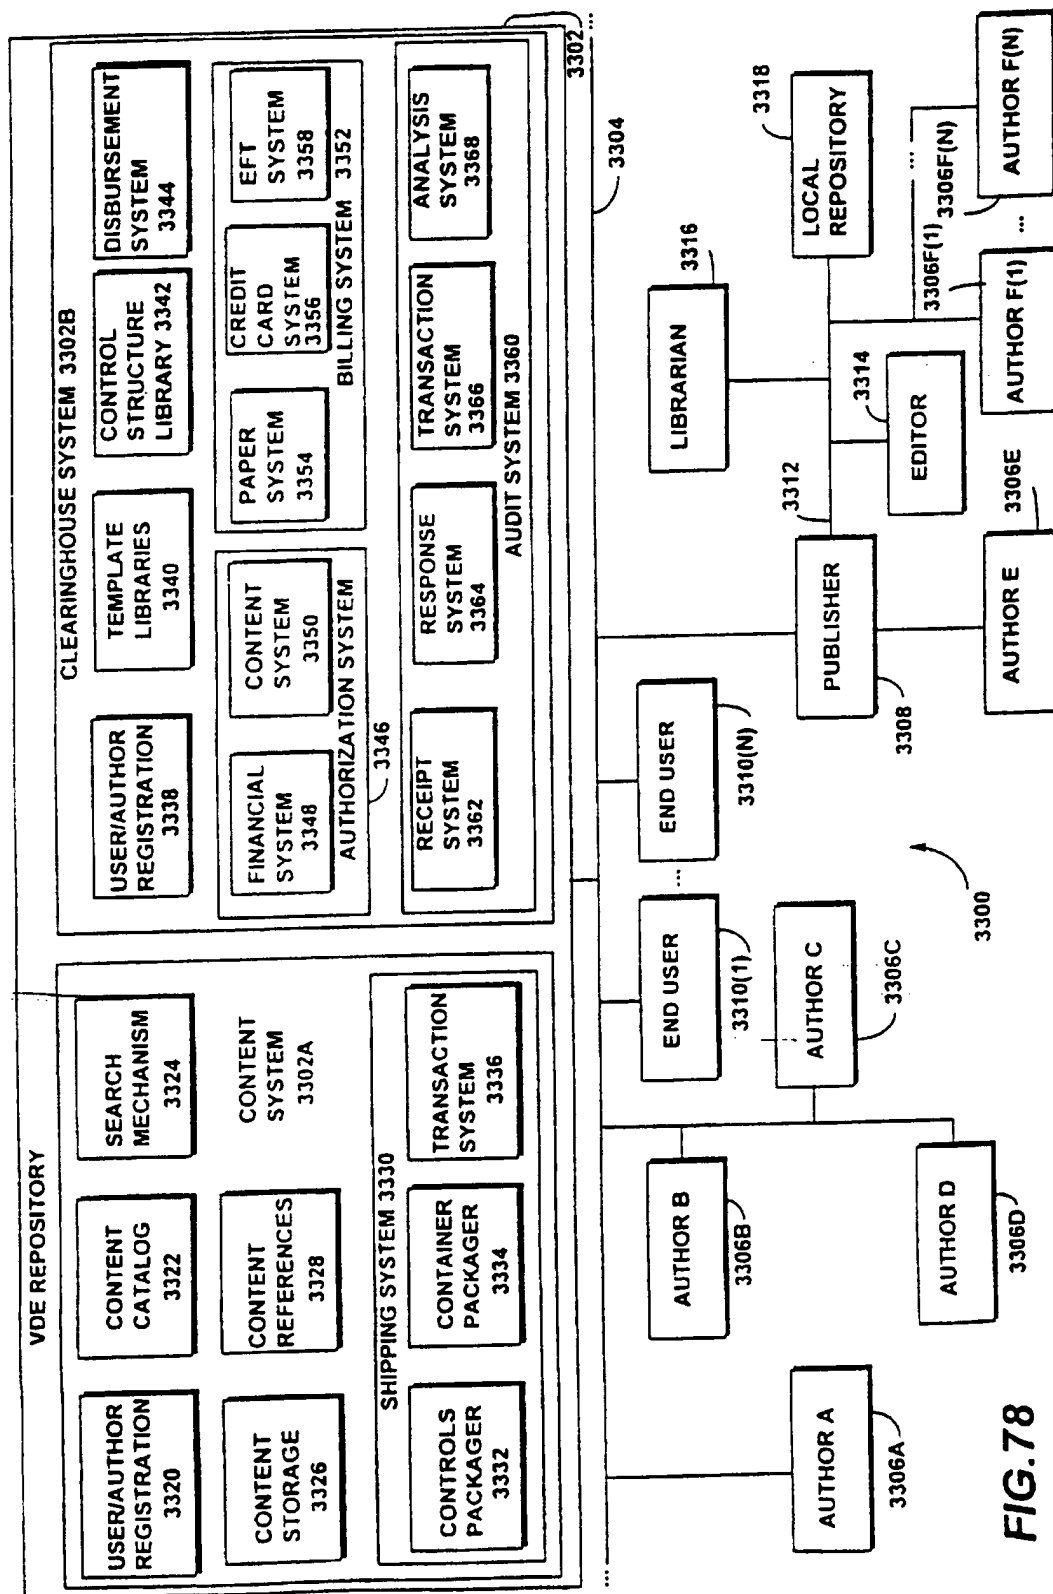 VDE REPOSITORY
USER/AUTHOR
REGISTRATION
3320
CONTENT
CATALOG
3322
SEARCH
MECHANISM
3324
CONTENT
STORAGE
3326
CONTENT
REFERENCES
3328
CONTENT
SYSTEM
3302A
SHIPPING SYSTEM 3330
CONTROLS
PACKAGER
3332
CONTAINER
PACKAGER
3334
TRANSACTION
SYSTEM
3336
CLEARINGHOUSE SYSTEM 3302B
USER/AUTHOR
REGISTRATION
3338
TEMPLATE
LIBRARIES
3340
CONTROL
STRUCTURE
LIBRARY 3342
DISBURSEMENT
SYSTEM
3344
FINANCIAL
SYSTEM
3348
CONTENT
SYSTEM
3350
AUTHORIZATION SYSTEM
3346
PAPER
SYSTEM
3354
CREDIT
CARD
SYSTEM
3356
EFT
SYSTEM
3358
BILLING SYSTEM 3352
RECEIPT
SYSTEM
3362
RESPONSE
SYSTEM
3364
TRANSACTION
SYSTEM
3366
ANALYSIS
SYSTEM
3368
AUDIT SYSTEM 3360
3302
...
...
3304
AUTHOR A
3306A
AUTHOR B
3306B
AUTHOR C
3306C
AUTHOR D
3306D
END USER
3310(1)
...
END USER
3310(N)
3300
PUBLISHER
3308
3312
AUTHOR E
3306E
LIBRARIAN
3316
EDITOR
3314
LOCAL
REPOSITORY
3318
...
3306F(1)
AUTHOR F(1)
...
3306F(N)
AUTHOR F(N)
FIG.78